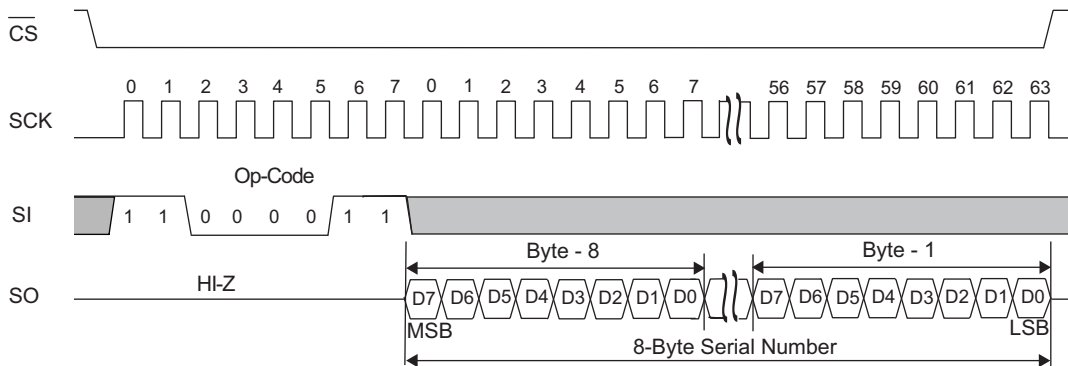 CS
0 1 2 3 4 5 6 7 0 1 2 3 4 5 6 7 56 57 58 59 60 61 62 63
SCK
Op-Code
SI 1 1 0 0 0 0 1 1
Byte - 8 Byte - 1
HI-Z
SO D7 D6 D5 D4 D3 D2 D1 D0 D7 D6 D5 D4 D3 D2 D1 D0
MSB LSB
8-Byte Serial Number